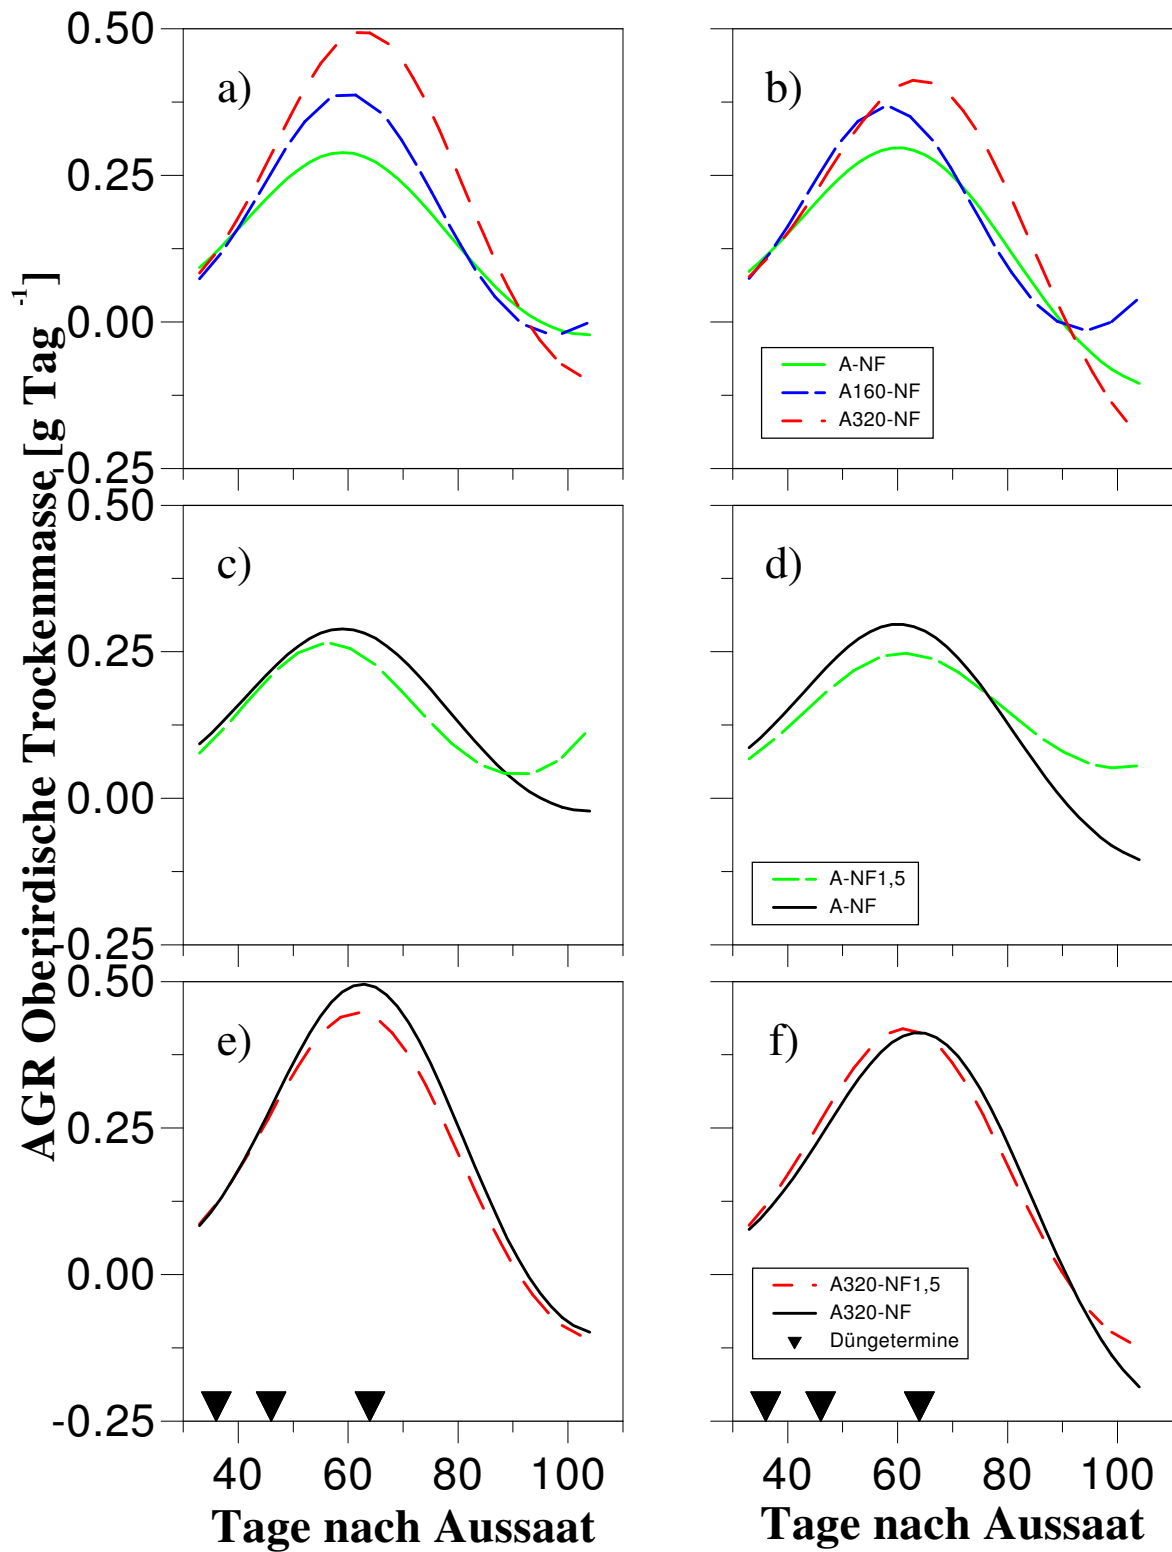 AGR Oberirdische Trockenmasse [g Tag -1]
0.50
0.25
0.00
-0.25
a)
b)
A-NF
A160-NF
A320-NF
0.50
0.25
0.00
-0.25
c)
d)
A-NF1,5
A-NF
0.50
0.25
0.00
-0.25
e)
f)
A320-NF1,5
A320-NF
Düngetermine
40 60 80 100
40 60 80 100
Tage nach Aussaat
Tage nach Aussaat